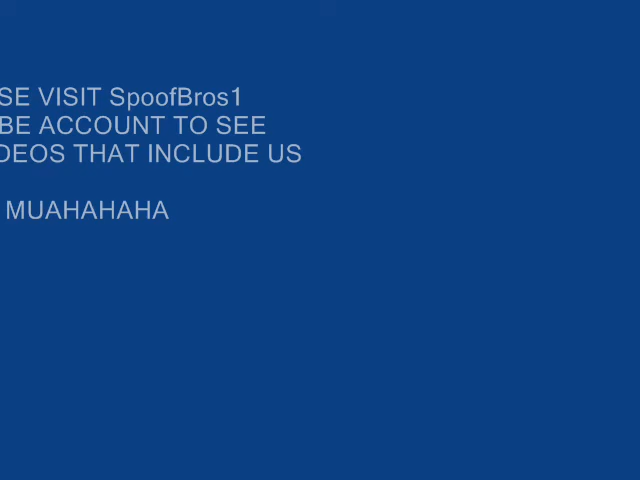 SE VISIT SpoofBros1
BE ACCOUNT TO SEE
DEOS THAT INCLUDE US
MUAHAHAHA